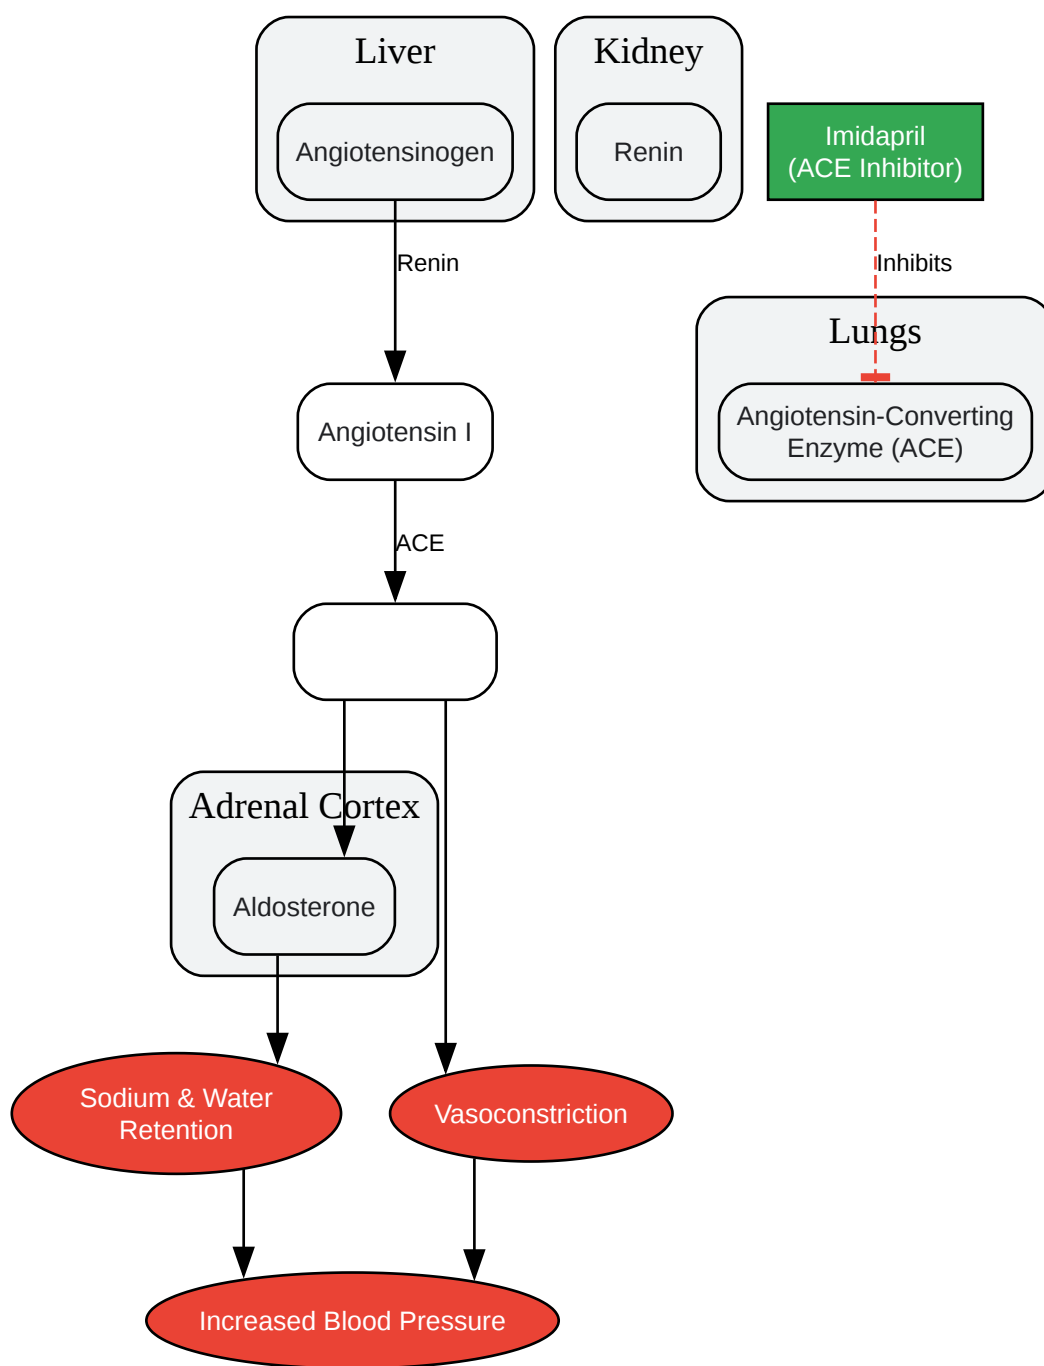 Liver
Kidney
Angiotensinogen
Renin
Imidapril
(ACE Inhibitor)
Renin
Inhibits
Lungs
Angiotensin I
Angiotensin-Converting
Enzyme (ACE)
ACE
Adrenal Cortex
Aldosterone
Sodium & Water
Retention
Vasoconstriction
Increased Blood Pressure